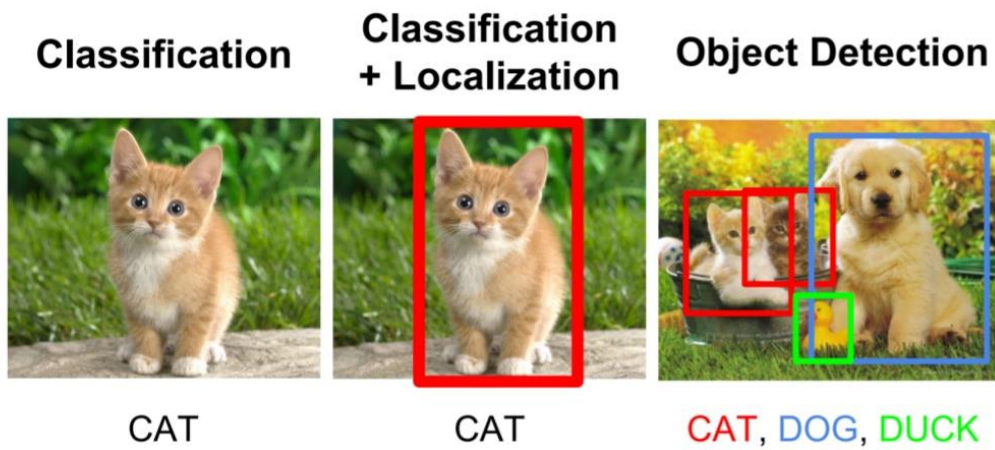 Classification
Classification
+ Localization
Object Detection
CAT
CAT
CAT, DOG, DUCK